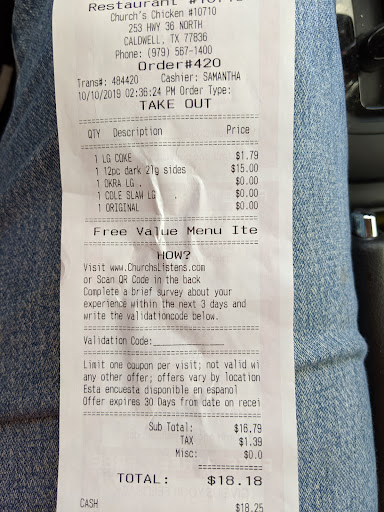 Restaurant
Church's Chicken #10710
253 HWY 36 NORTH
CALDWELL, TX 77836
Phone: (979) 567-1400
Order#420
Trans#: 484420 Cashier: SAMANTHA
10/10/2019 02:36:24 PM Order Type:
TAKE OUT
QTY Description Price
1 LG COKE $1.79
1 12pc dark 2lg sides $15.00
1 OKRA LG . $0.00
1 COLE SLAW LG . $0.00
1 ORIGINAL $0.00
Free Value Menu Ite
HOW?
Visit www.ChurchsListens.com
or Scan QR Code in the back
Complete a brief survey about your
experience within the next 3 days and
write the validationcode below.
Validation Code:_______________
Limit one coupon per visit; not valid wi
any other offer; offers vary by location
Esta encuesta disponible en espanol
Offer expires 30 Days from date on recei
Sub Total: $16.79
TAX $1.39
Misc: $0.0
TOTAL: $18.18
CASH $18.25